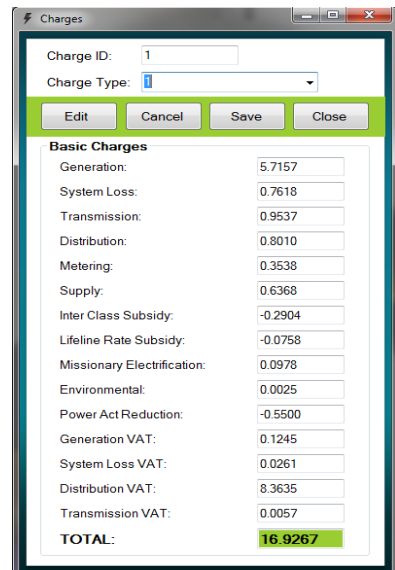 Charges
Charge ID: 1
Charge Type: 1
Edit Cancel Save Close
Basic Charges
Generation: 5.7157
System Loss: 0.7618
Transmission: 0.9537
Distribution: 0.8010
Metering: 0.3538
Supply: 0.6368
Inter Class Subsidy: -0.2904
Lifeline Rate Subsidy: -0.0758
Missionary Electrification: 0.0978
Environmental: 0.0025
Power Act Reduction: -0.5500
Generation VAT: 0.1245
System Loss VAT: 0.0261
Distribution VAT: 8.3635
Transmission VAT: 0.0057
TOTAL: 16.9267